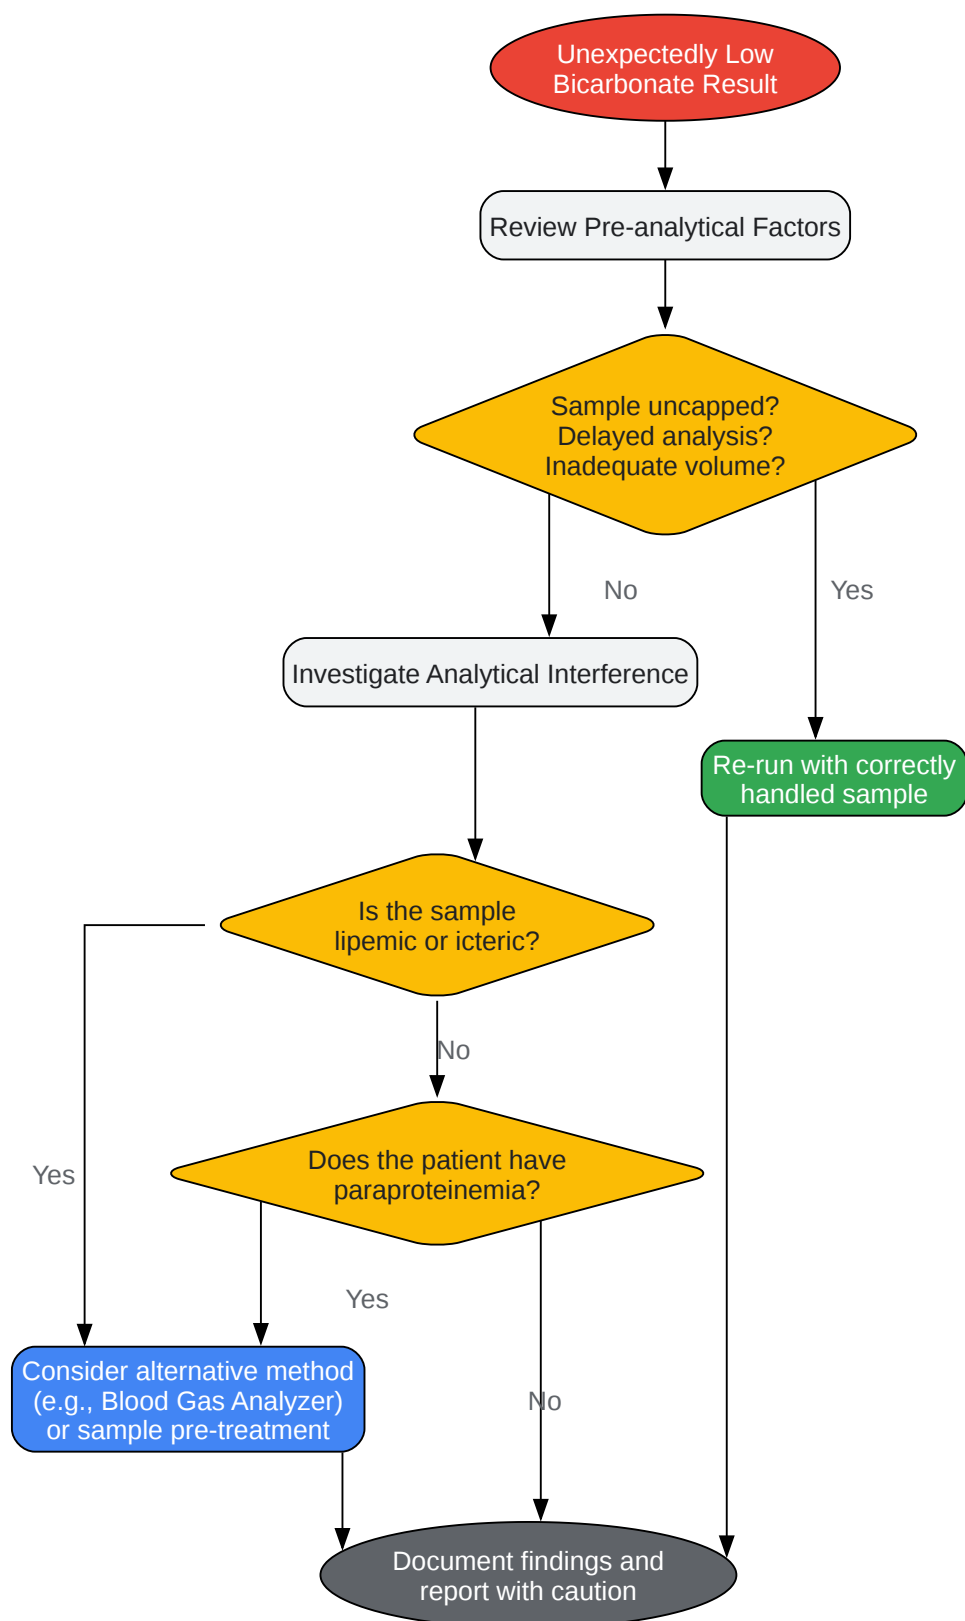 Unexpectedly Low
Bicarbonate Result
Review Pre-analytical Factors
Sample uncapped?
Delayed analysis?
Inadequate volume?
No
Yes
Investigate Analytical Interference
Re-run with correctly
handled sample
Is the sample
lipemic or icteric?
No
Does the patient have
paraproteinemia?
Yes
Yes
Consider alternative method
(e.g., Blood Gas Analyzer)
or sample pre-treatment
No
Document findings and
report with caution